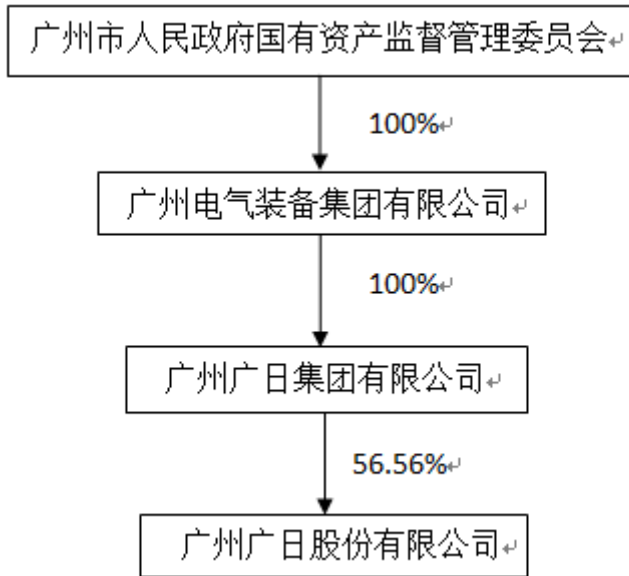 广州市人民政府国有资产监督管理委员会
100%
广州电气装备集团有限公司
100%
广州广日集团有限公司
56.56%
广州广日股份有限公司